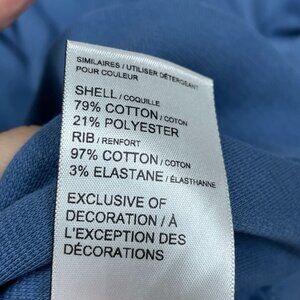 SIMILAIRES / UTILISER DÉTERGEANT
POUR COULEUR
SHELL / COQUILLE
79% COTTON / COTON
21% POLYESTER
RIB / RENFORT
97% COTTON / COTON
3% ELASTANE / ÉLASTHANNE
EXCLUSIVE OF
DECORATION / À
L'EXCEPTION DES
DÉCORATIONS